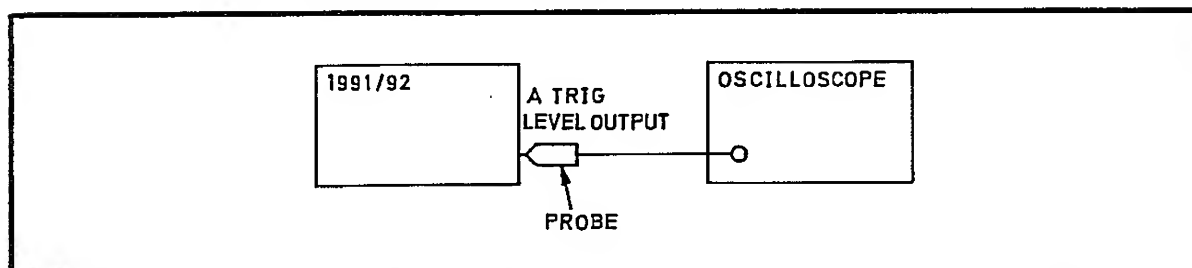 1991/92
A TRIG
LEVEL OUTPUT
OSCILLOSCOPE
PROBE